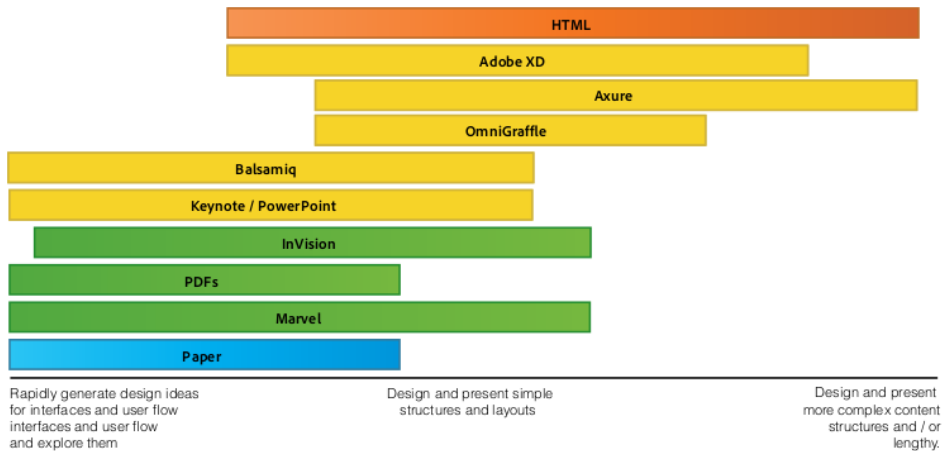 HTML
Adobe XD
Axure
OmniGraffle
Balsamiq
Keynote / PowerPoint
InVision
PDFs
Marvel
Paper
Rapidly generate design ideas
for interfaces and user flow
interfaces and user flow
and explore them
Design and present simple
structures and layouts
Design and present
more complex content
structures and / or
lengthy.